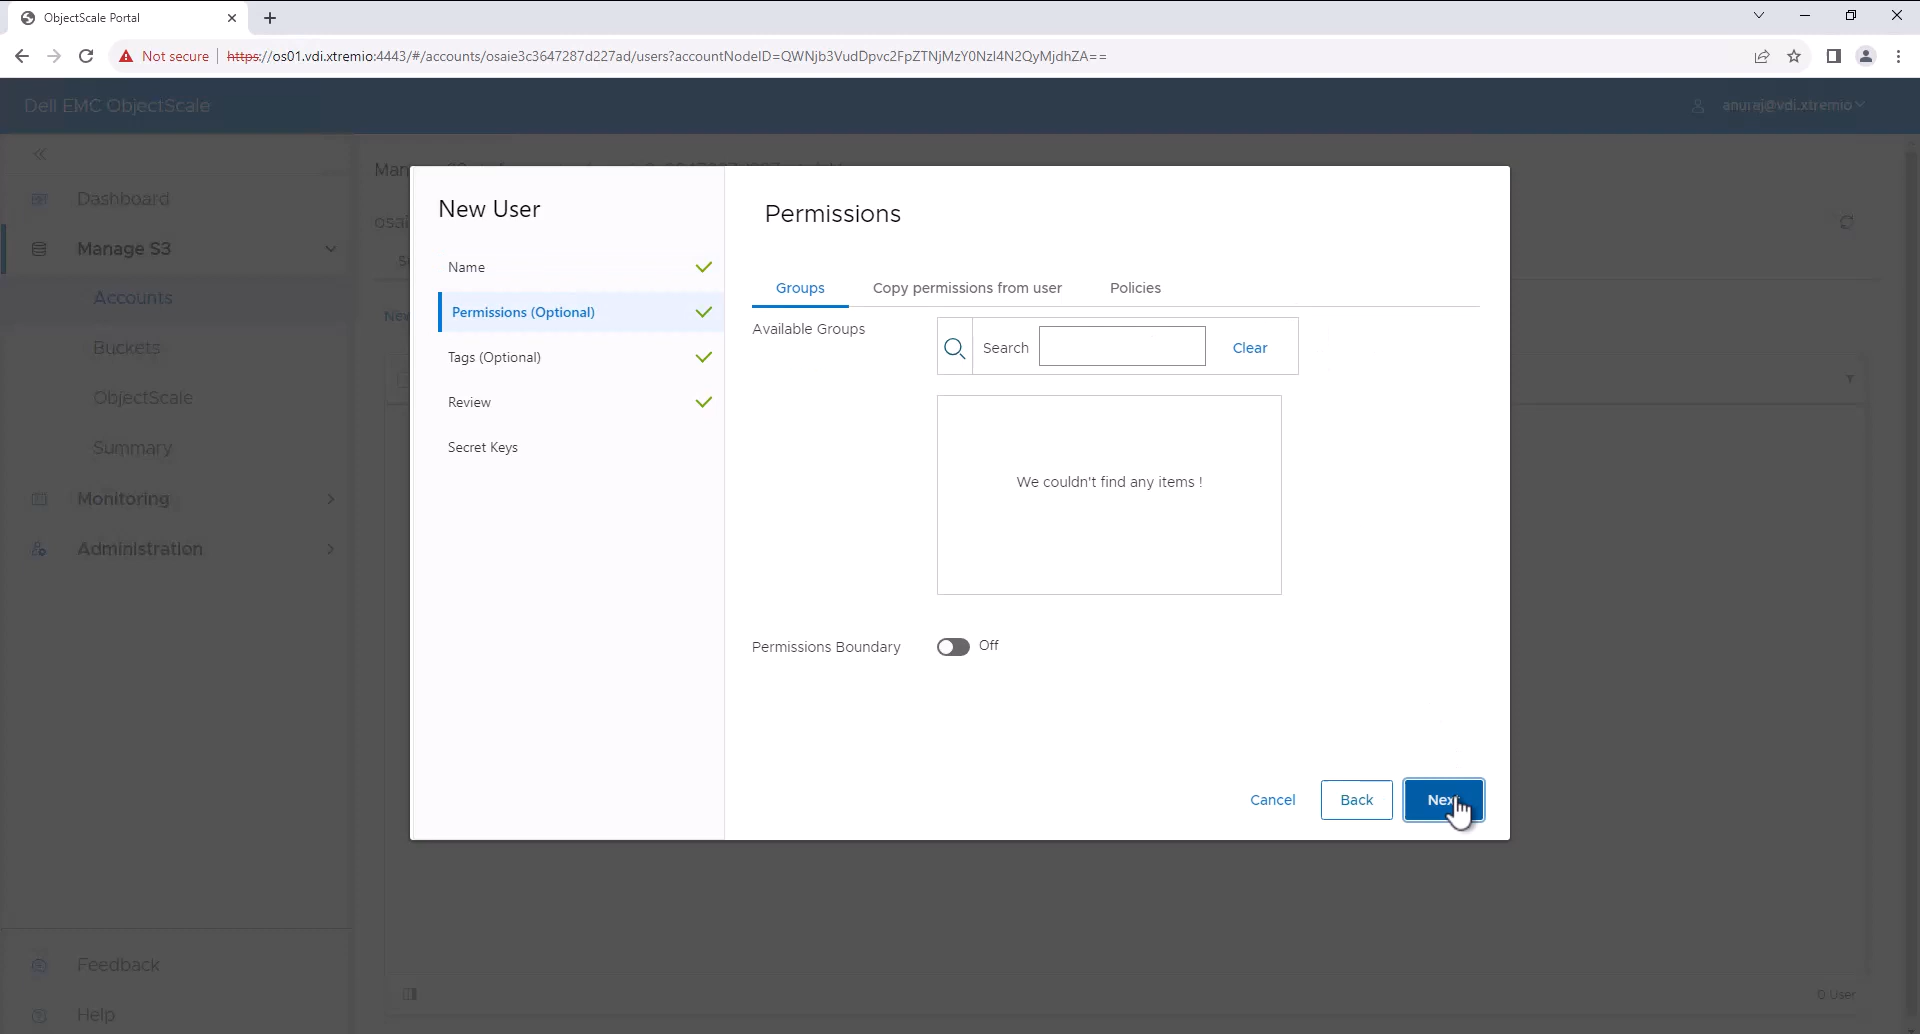 ObjectScale Portal
Not secure https://os01.vdi.xtremio:4443/#/accounts/osaie3c3647287d227ad/users?accountNodeID=QWNjb3VudDpvc2FpZTNjMzY0NzI4N2QyMjdhZA==
Dell EMC ObjectScale
anuraj@vdi.xtremio
Dashboard
Manage S3
Accounts
Buckets
ObjectScale
Summary
Monitoring
Administration
Feedback
Help
osai
New User
Name
Permissions (Optional)
Tags (Optional)
Review
Secret Keys
Permissions
Groups
Copy permissions from user
Policies
Available Groups
Search
Clear
We couldn't find any items !
Permissions Boundary
Off
Cancel
Back
Next
0 User